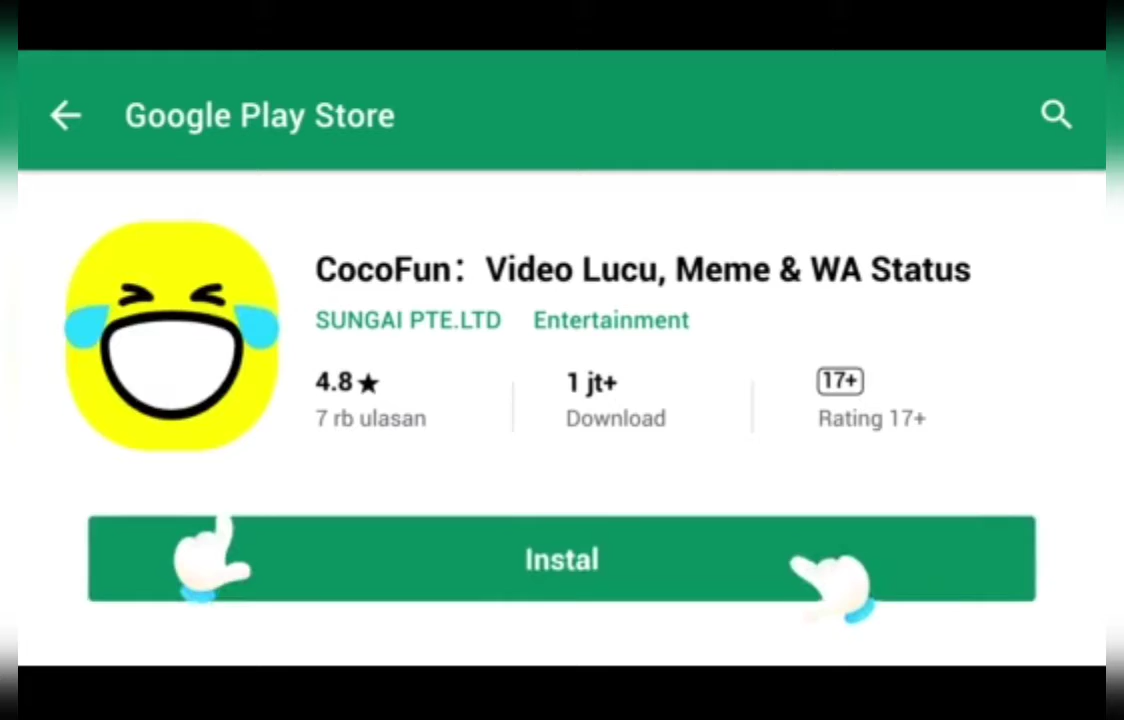 Google Play Store
CocoFun: Video Lucu, Meme & WA Status
SUNGAI PTE.LTD Entertainment
4.8★ 1 jt+ 17+
7 rb ulasan Download Rating 17+
Instal